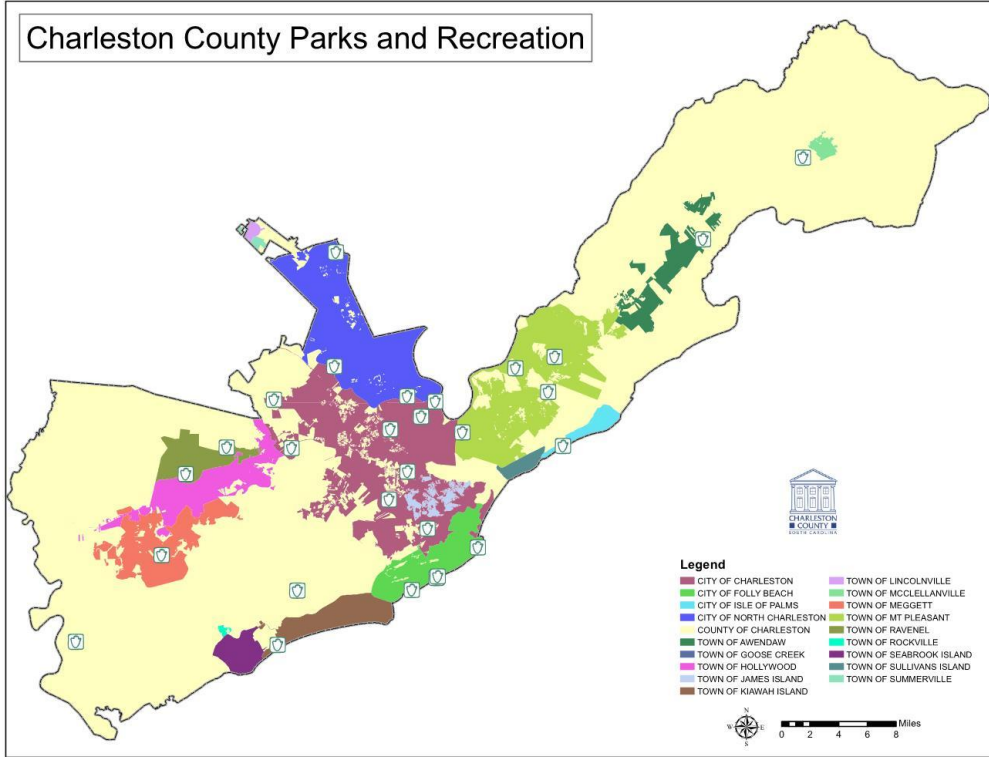 Charleston County Parks and Recreation
CHARLESTON
COUNTY
SOUTH CAROLINA
Legend
CITY OF CHARLESTON
CITY OF FOLLY BEACH
CITY OF ISLE OF PALMS
CITY OF NORTH CHARLESTON
COUNTY OF CHARLESTON
TOWN OF AWENDAW
TOWN OF GOOSE CREEK
TOWN OF HOLLYWOOD
TOWN OF JAMES ISLAND
TOWN OF KIAWAH ISLAND
TOWN OF LINCOLNVILLE
TOWN OF MCCLELLANVILLE
TOWN OF MEGGETT
TOWN OF MT PLEASANT
TOWN OF RAVENEL
TOWN OF ROCKVILLE
TOWN OF SEABROOK ISLAND
TOWN OF SULLIVANS ISLAND
TOWN OF SUMMERVILLE
N
W E
S
Miles
0 2 4 6 8